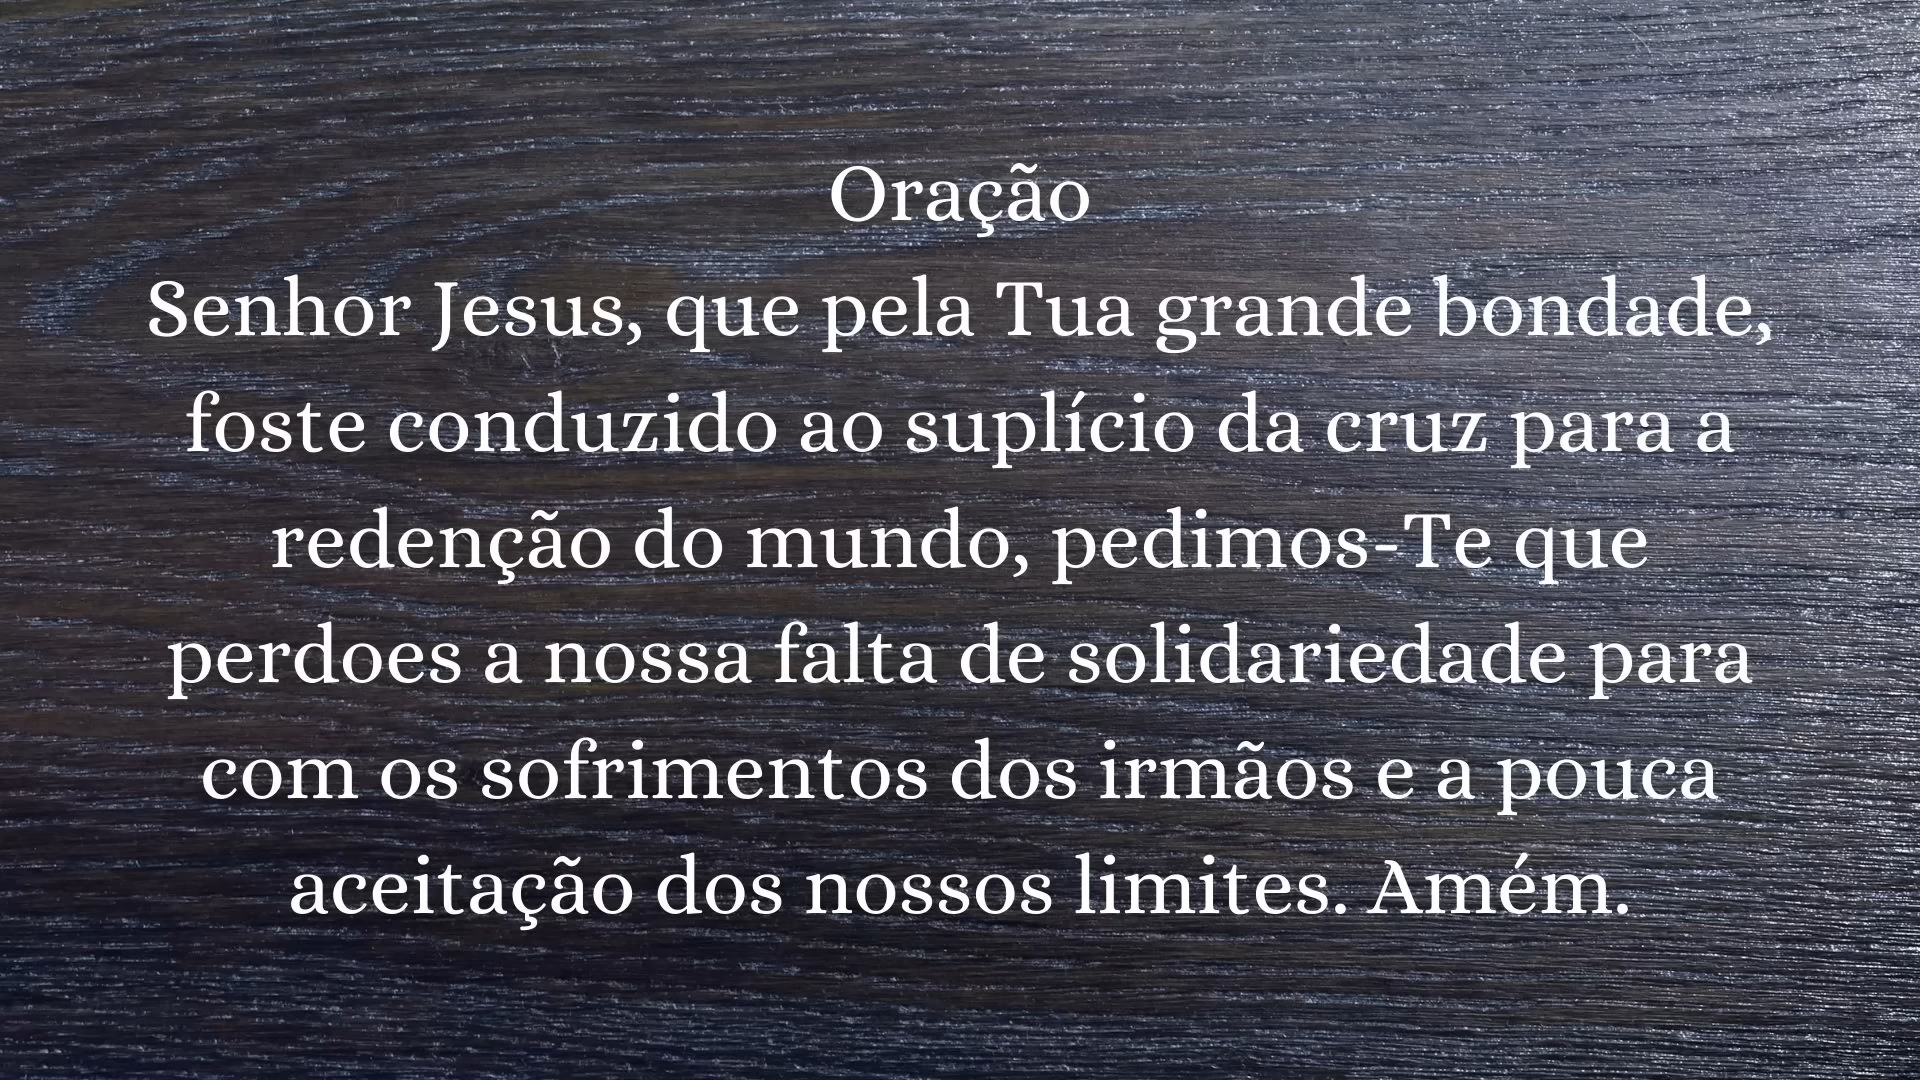 Oração
Senhor Jesus, que pela Tua grande bondade,
foste conduzido ao suplício da cruz para a
redenção do mundo, pedimos-Te que
perdoes a nossa falta de solidariedade para
com os sofrimentos dos irmãos e a pouca
aceitação dos nossos limites. Amém.